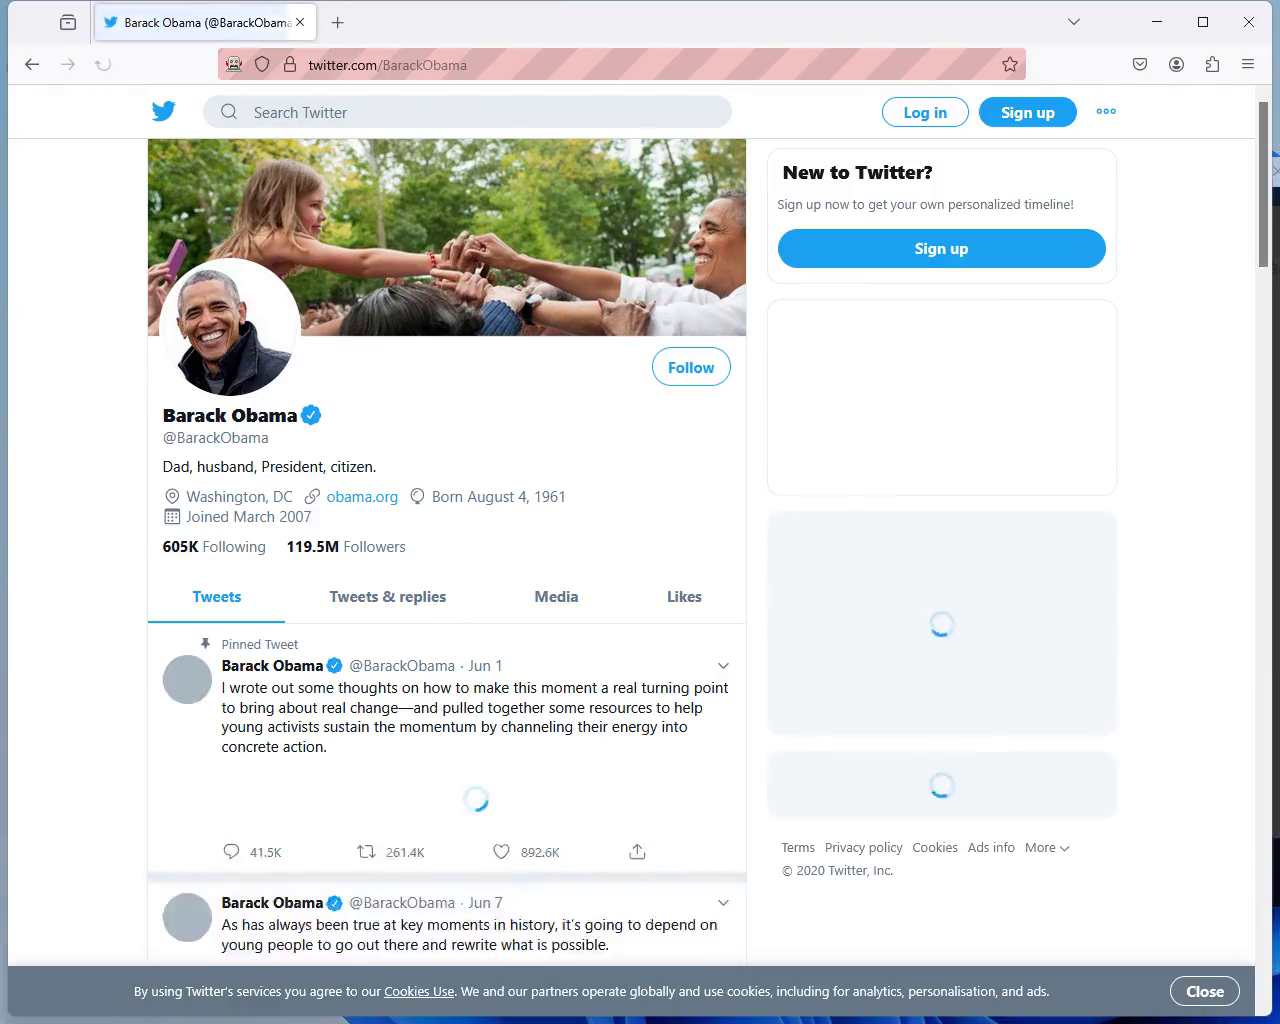 Barack Obama (@BarackObama
twitter.com/BarackObama
Search Twitter
Log in
Sign up
New to Twitter?
Sign up now to get your own personalized timeline!
Sign up
Follow
Barack Obama
@BarackObama
Dad, husband, President, citizen.
Washington, DC obama.org Born August 4, 1961
Joined March 2007
605K Following 119.5M Followers
Tweets Tweets & replies Media Likes
Pinned Tweet
Barack Obama @BarackObama · Jun 1
I wrote out some thoughts on how to make this moment a real turning point
to bring about real change—and pulled together some resources to help
young activists sustain the momentum by channeling their energy into
concrete action.
41.5K 261.4K 892.6K
Barack Obama @BarackObama · Jun 7
As has always been true at key moments in history, it’s going to depend on
young people to go out there and rewrite what is possible.
Terms Privacy policy Cookies Ads info More
© 2020 Twitter, Inc.
By using Twitter's services you agree to our Cookies Use. We and our partners operate globally and use cookies, including for analytics, personalisation, and ads.
Close